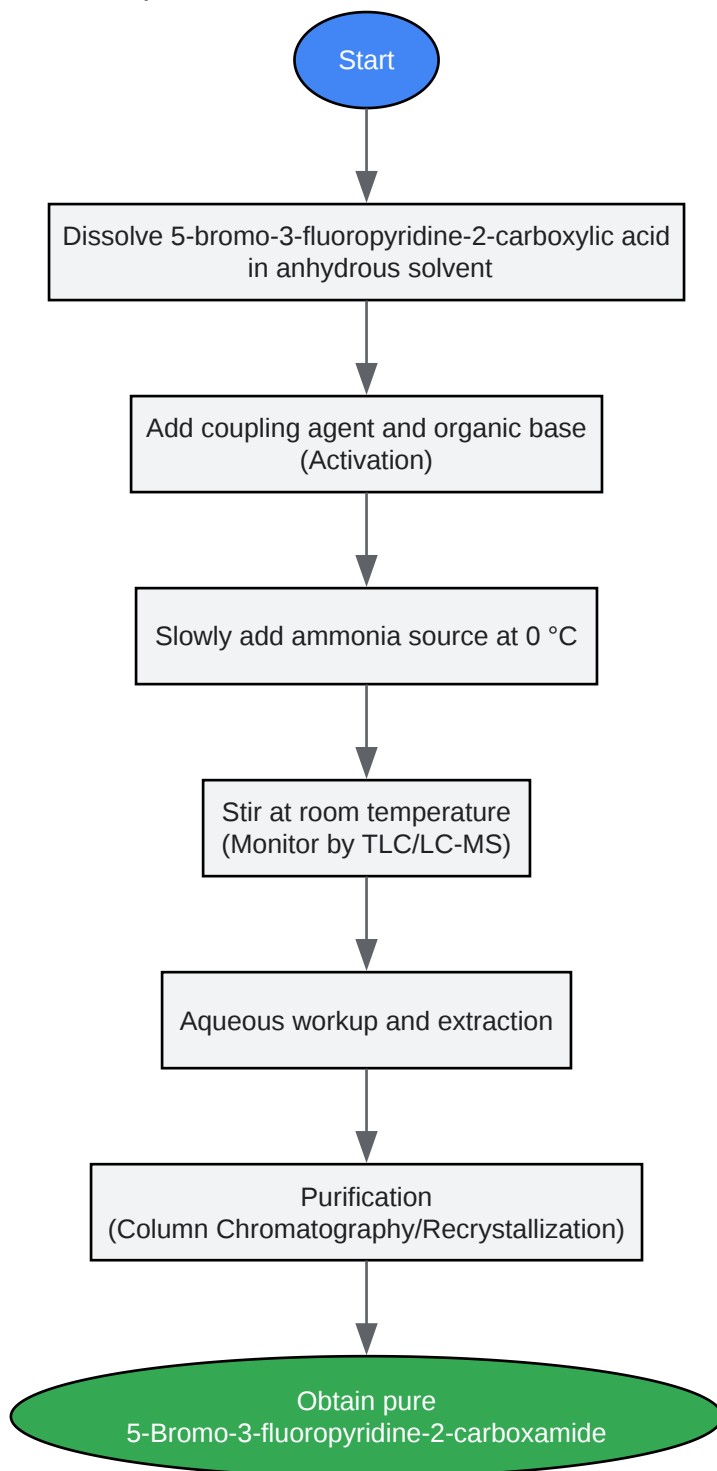 Start
Dissolve 5-bromo-3-fluoropyridine-2-carboxylic acid
in anhydrous solvent
Add coupling agent and organic base
(Activation)
Slowly add ammonia source at 0 °C
Stir at room temperature
(Monitor by TLC/LC-MS)
Aqueous workup and extraction
Purification
(Column Chromatography/Recrystallization)
Obtain pure
5-Bromo-3-fluoropyridine-2-carboxamide